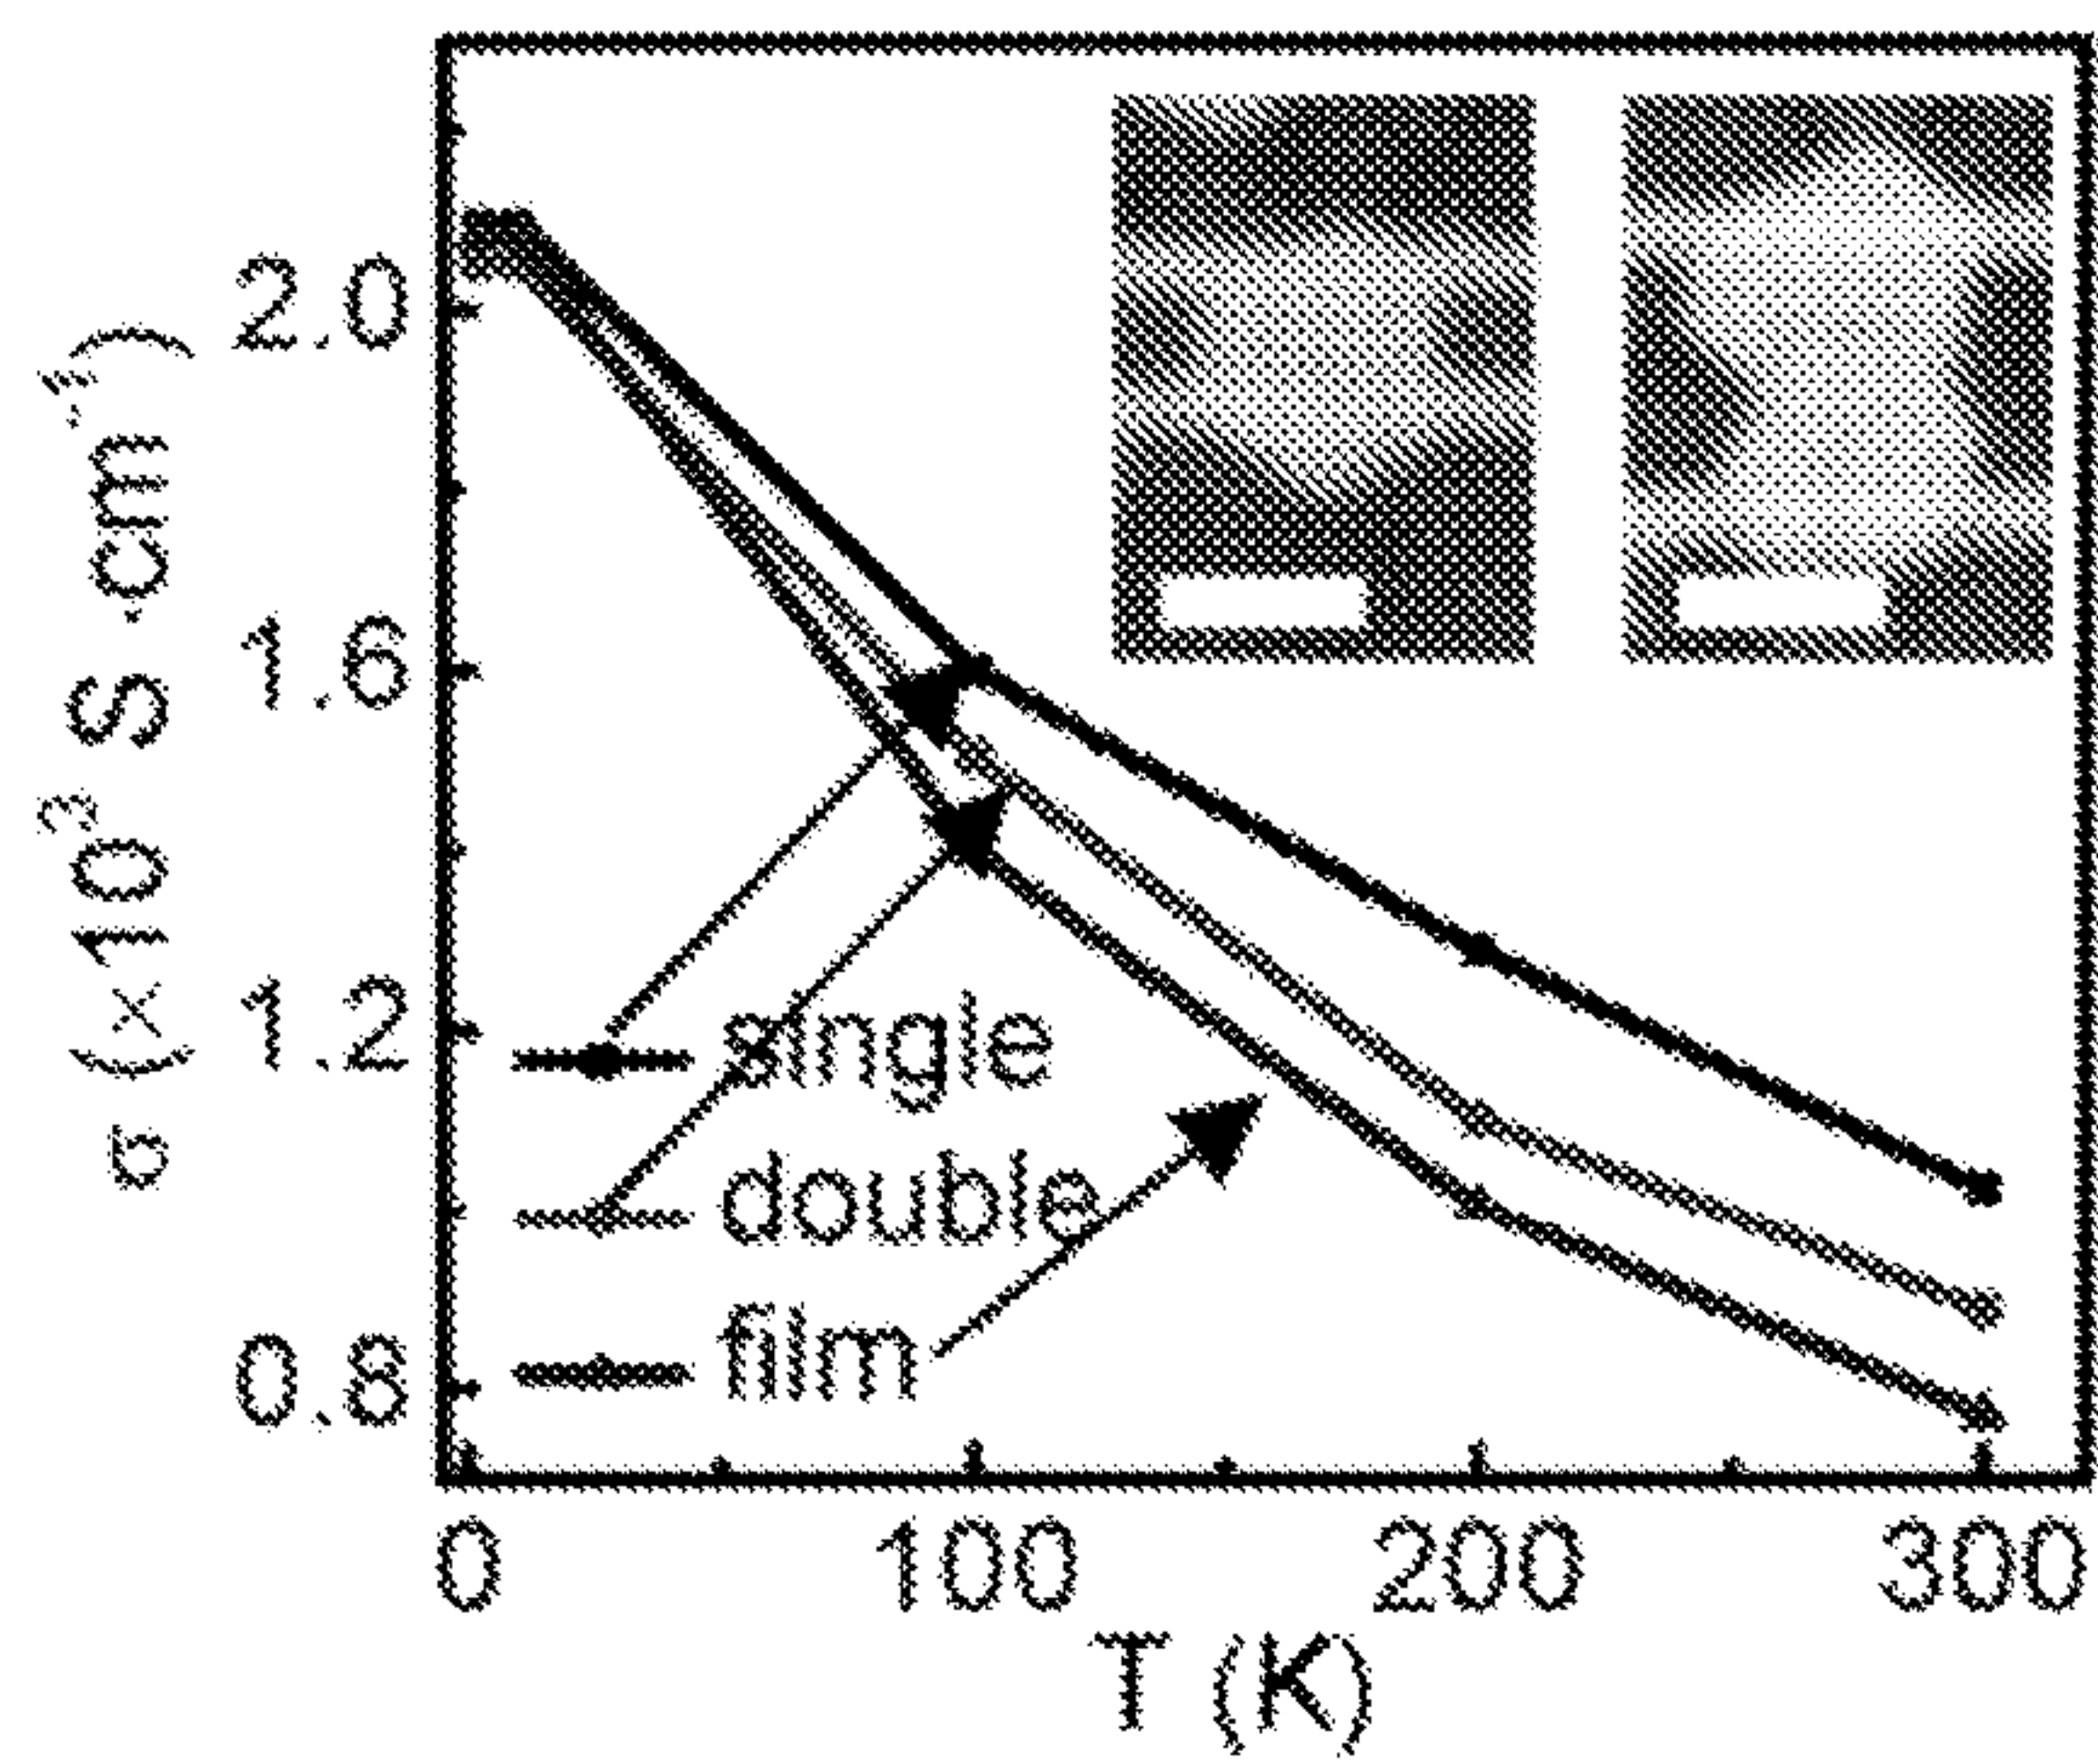 σ (×10³ S·cm⁻¹)
2.0
1.6
1.2
0.8
single
double
film
0 100 200 300
T (K)